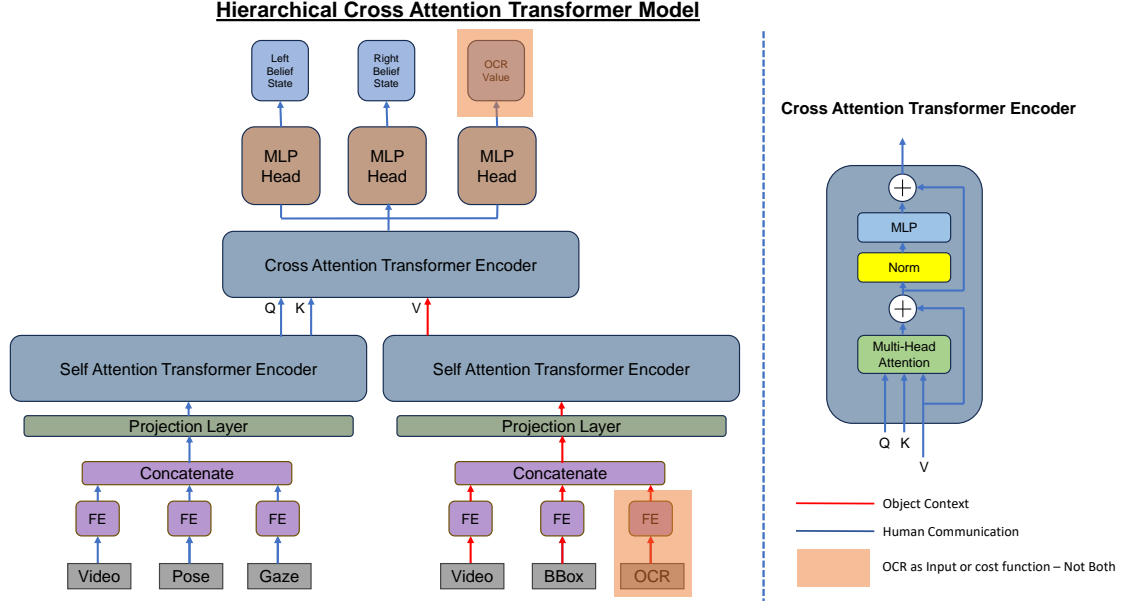 Hierarchical Cross Attention Transformer Model
Left
Belief
State
Right
Belief
State
OCR
Value
MLP
Head
MLP
Head
MLP
Head
Cross Attention Transformer Encoder
Q
K
V
Self Attention Transformer Encoder
Self Attention Transformer Encoder
Projection Layer
Projection Layer
Concatenate
Concatenate
FE
FE
FE
FE
FE
FE
Video
Pose
Gaze
Video
BBox
OCR
Cross Attention Transformer Encoder
MLP
Norm
Multi-Head
Attention
Q
K
V
Object Context
Human Communication
OCR as Input or cost function – Not Both